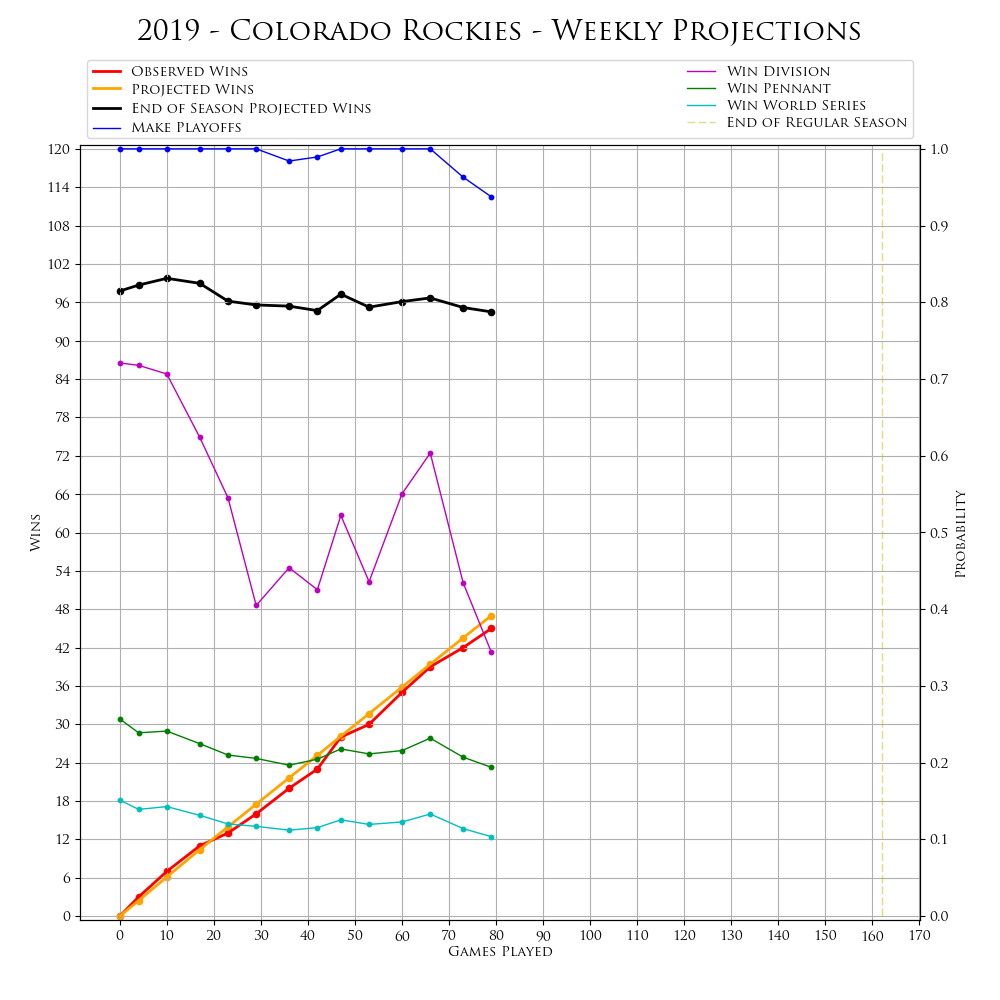 2019 - Colorado Rockies - Weekly Projections
Observed Wins
Projected Wins
End of Season Projected Wins
Make Playoffs
Win Division
Win Pennant
Win World Series
End of Regular Season
120
114
108
102
96
90
84
78
72
66
60
54
48
42
36
30
24
18
12
6
0
Wins
1.0
0.9
0.8
0.7
0.6
0.5
0.4
0.3
0.2
0.1
0.0
Probability
0 10 20 30 40 50 60 70 80 90 100 110 120 130 140 150 160 170
Games Played